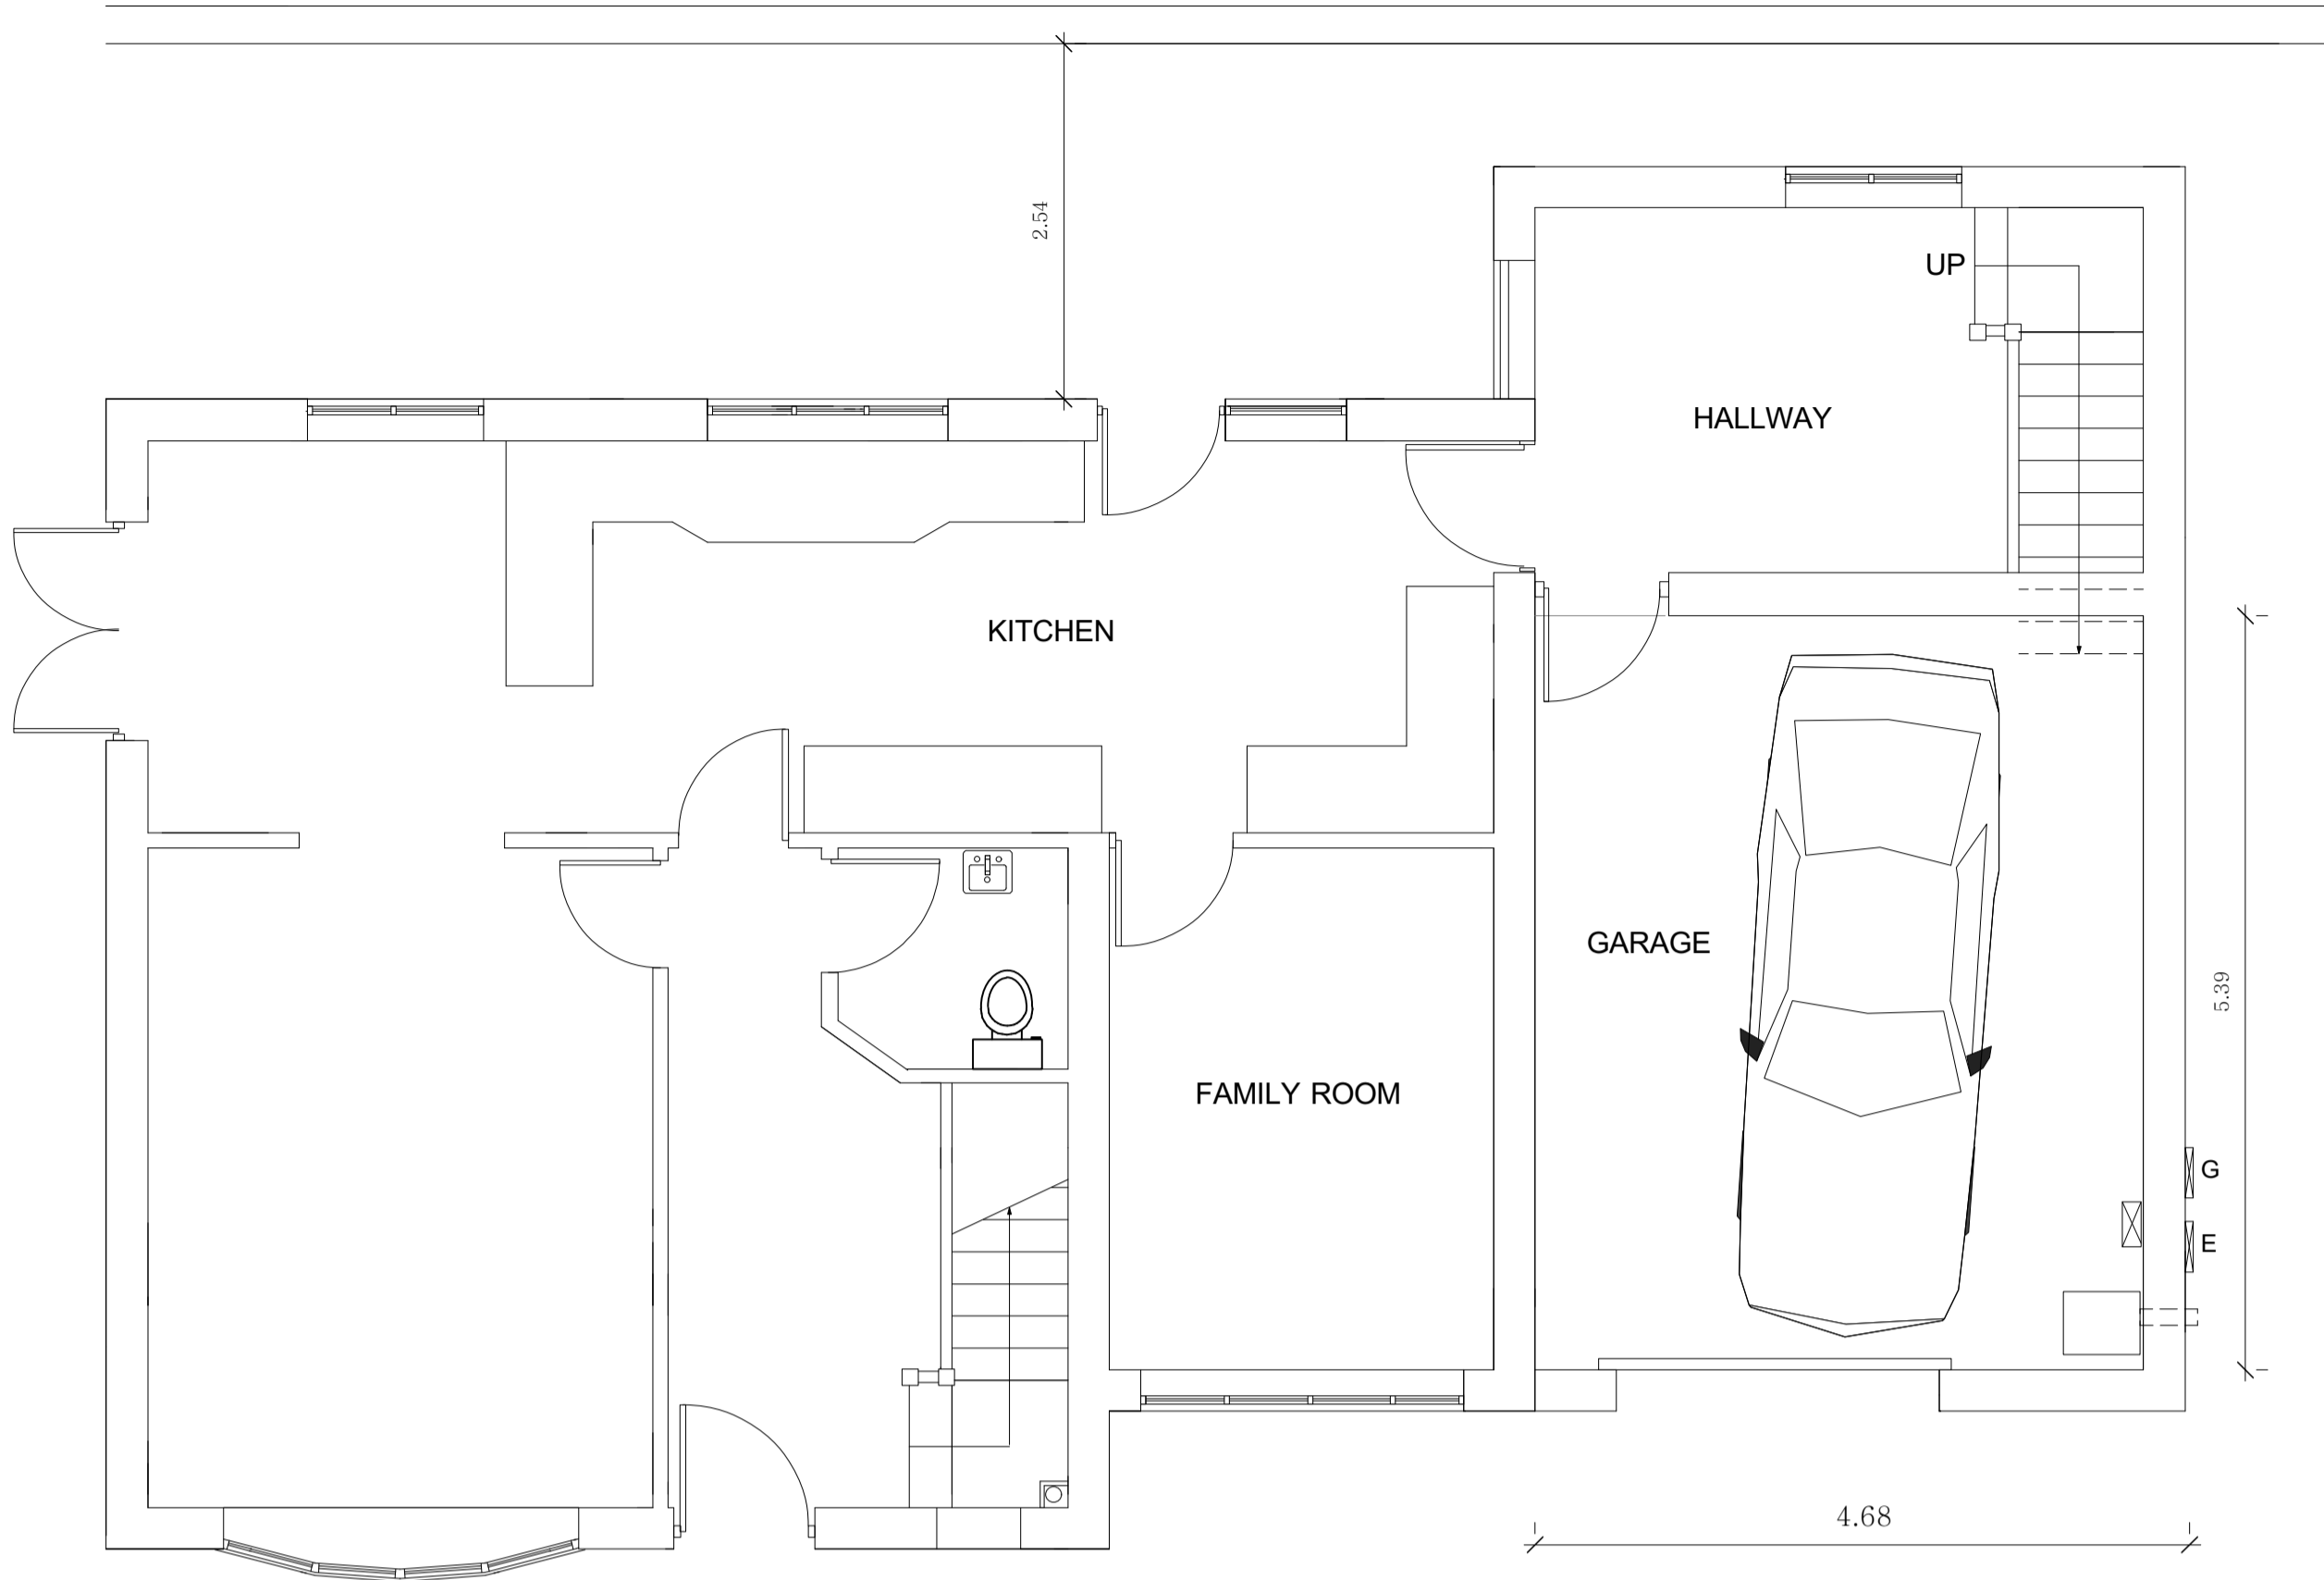 2.54
UP
HALLWAY
KITCHEN
GARAGE
5.39
FAMILY ROOM
G
E
4.68